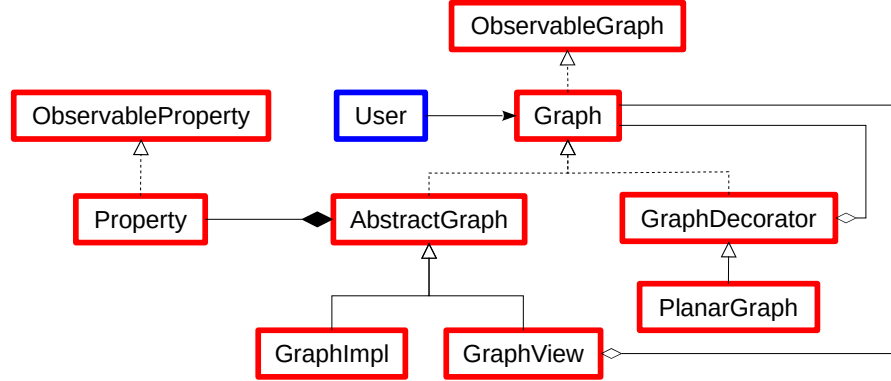 ObservableGraph
ObservableProperty
User
Graph
Property
AbstractGraph
GraphDecorator
PlanarGraph
GraphImpl
GraphView